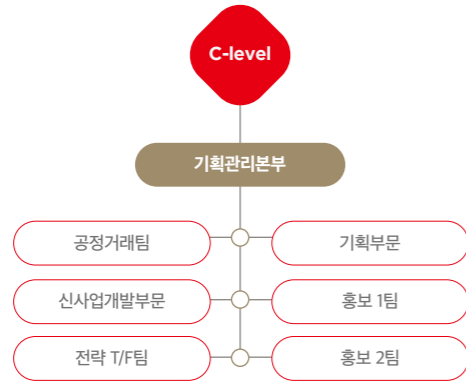 C-level
기획관리본부
공정거래팀
기획부문
신사업개발부문
홍보 1팀
전략 T/F팀
홍보 2팀